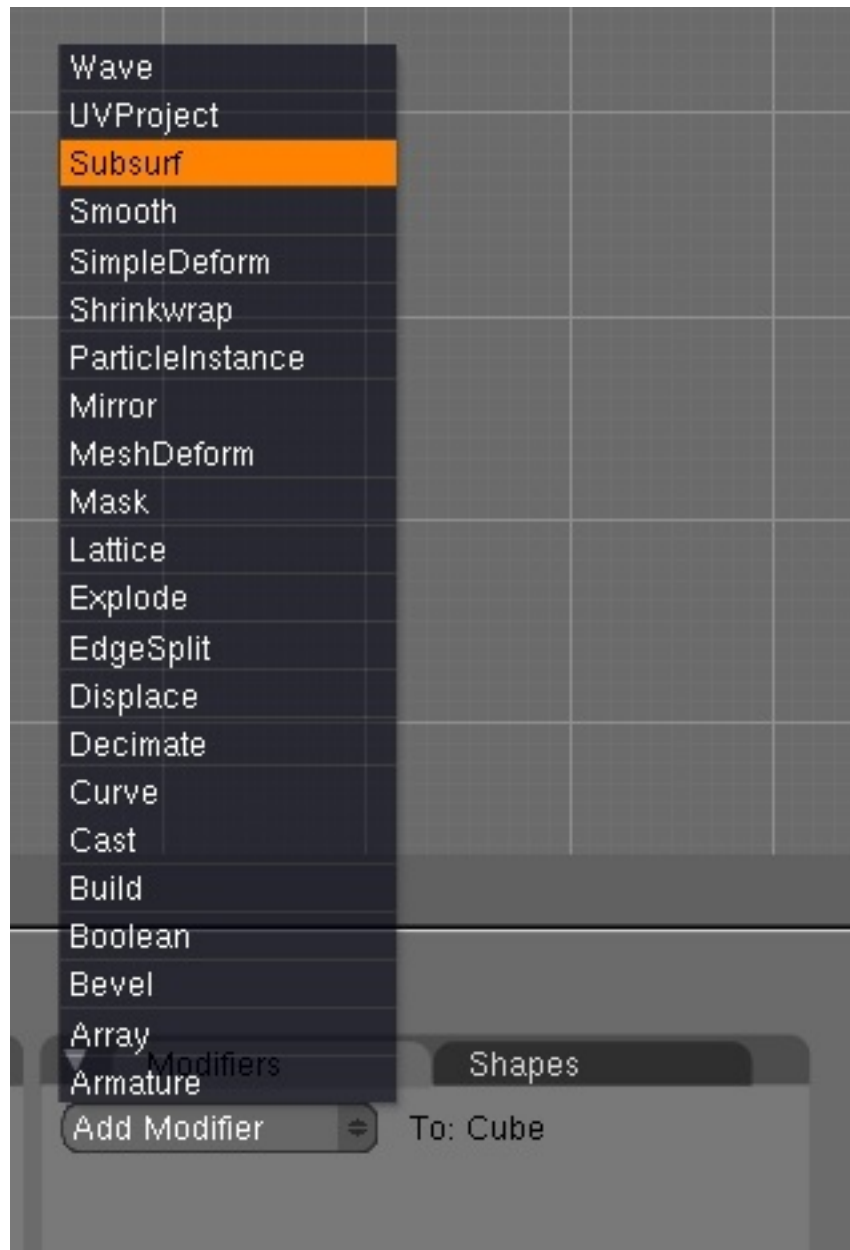 Wave
UVProject
Subsurf
Smooth
SimpleDeform
Shrinkwrap
ParticleInstance
Mirror
MeshDeform
Mask
Lattice
Explode
EdgeSplit
Displace
Decimate
Curve
Cast
Build
Boolean
Bevel
Array
Modifiers Shapes
Armature
Add Modifier To: Cube